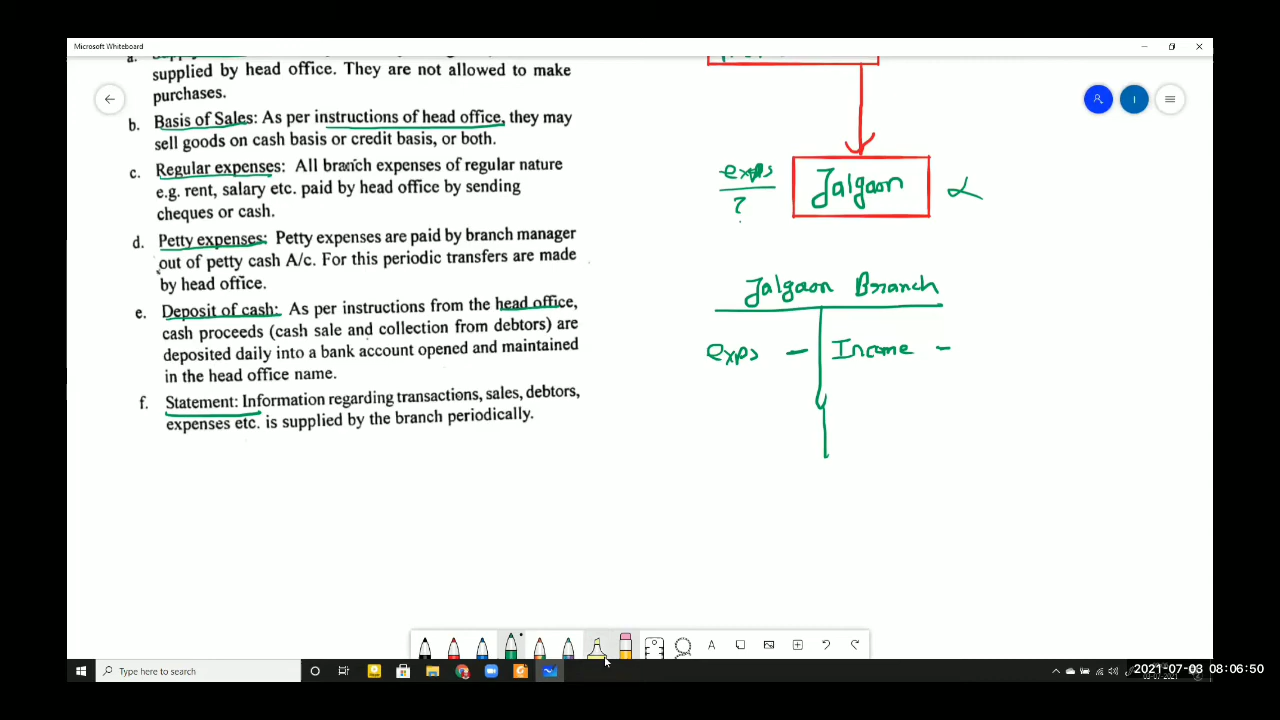 Microsoft Whiteboard
a.
supplied by head office. They are not allowed to make
purchases.
b. Basis of Sales: As per instructions of head office, they may
sell goods on cash basis or credit basis, or both.
c. Regular expenses: All branch expenses of regular nature
e.g. rent, salary etc. paid by head office by sending
cheques or cash.
d. Petty expenses: Petty expenses are paid by branch manager
out of petty cash A/c. For this periodic transfers are made
by head office.
e. Deposit of cash: As per instructions from the head office,
cash proceeds (cash sale and collection from debtors) are
deposited daily into a bank account opened and maintained
in the head office name.
f. Statement: Information regarding transactions, sales, debtors,
expenses etc. is supplied by the branch periodically.
exps
?
Jalgaon
Jalgaon Branch
exps - Income -
Type here to search
2021-07-03 08:06:50